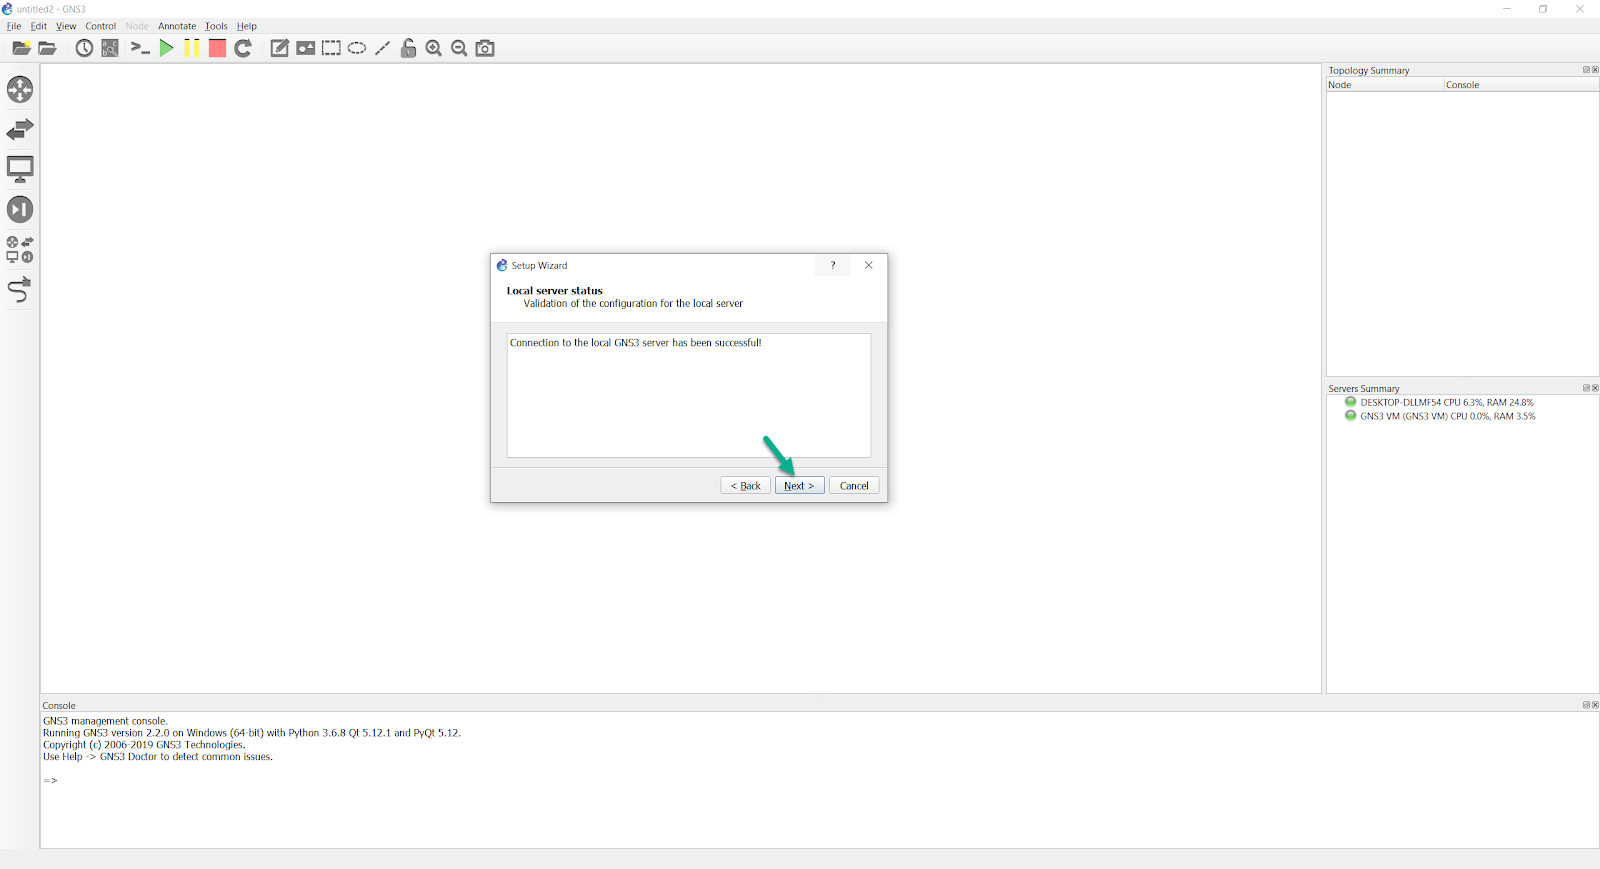 untitled2 - GNS3
File Edit View Control Node Annotate Tools Help
Topology Summary
Node Console
Setup Wizard
?
Local server status
Validation of the configuration for the local server
Connection to the local GNS3 server has been successful!
< Back Next > Cancel
Servers Summary
DESKTOP-DLLMF54 CPU 6.3%, RAM 24.8%
GNS3 VM (GNS3 VM) CPU 0.0%, RAM 3.5%
Console
GNS3 management console.
Running GNS3 version 2.2.0 on Windows (64-bit) with Python 3.6.8 Qt 5.12.1 and PyQt 5.12.
Copyright (c) 2006-2019 GNS3 Technologies.
Use Help -> GNS3 Doctor to detect common issues.
=>